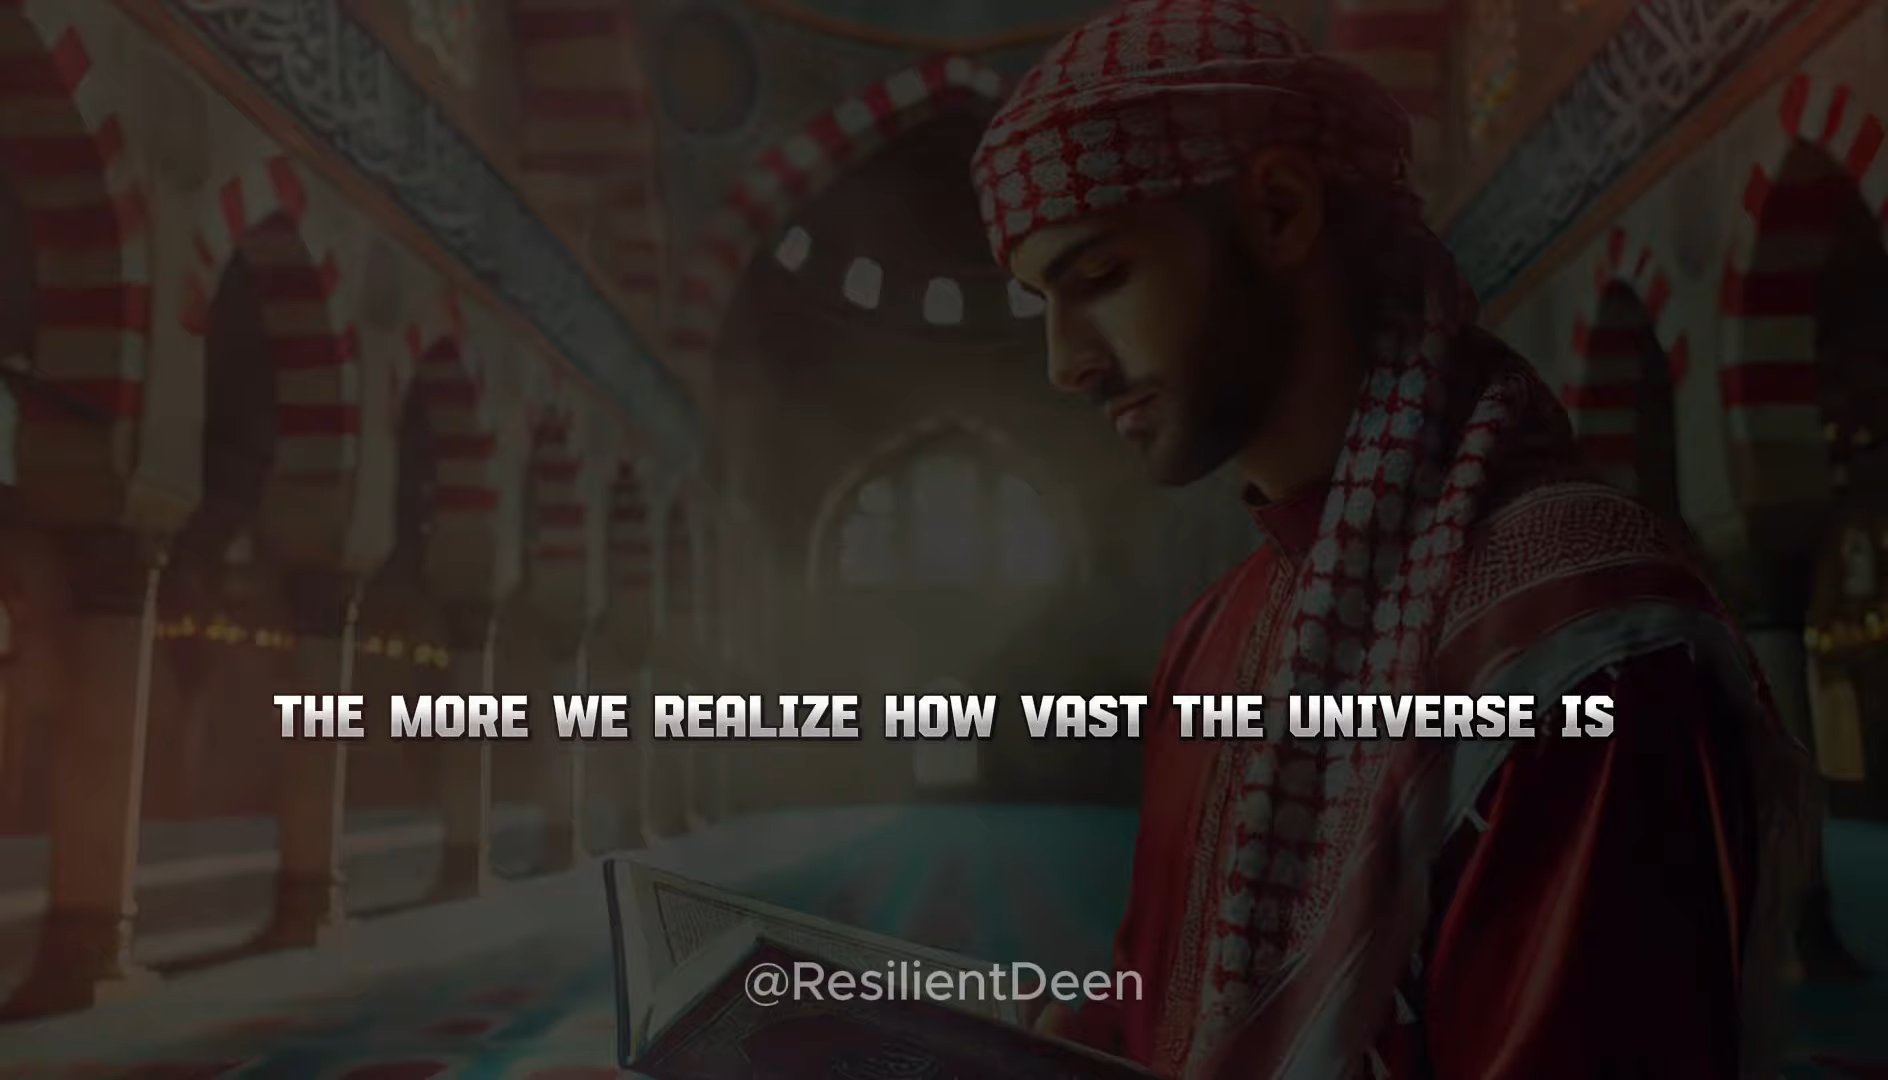 THE MORE WE REALIZE HOW VAST THE UNIVERSE IS
@ResilientDeen